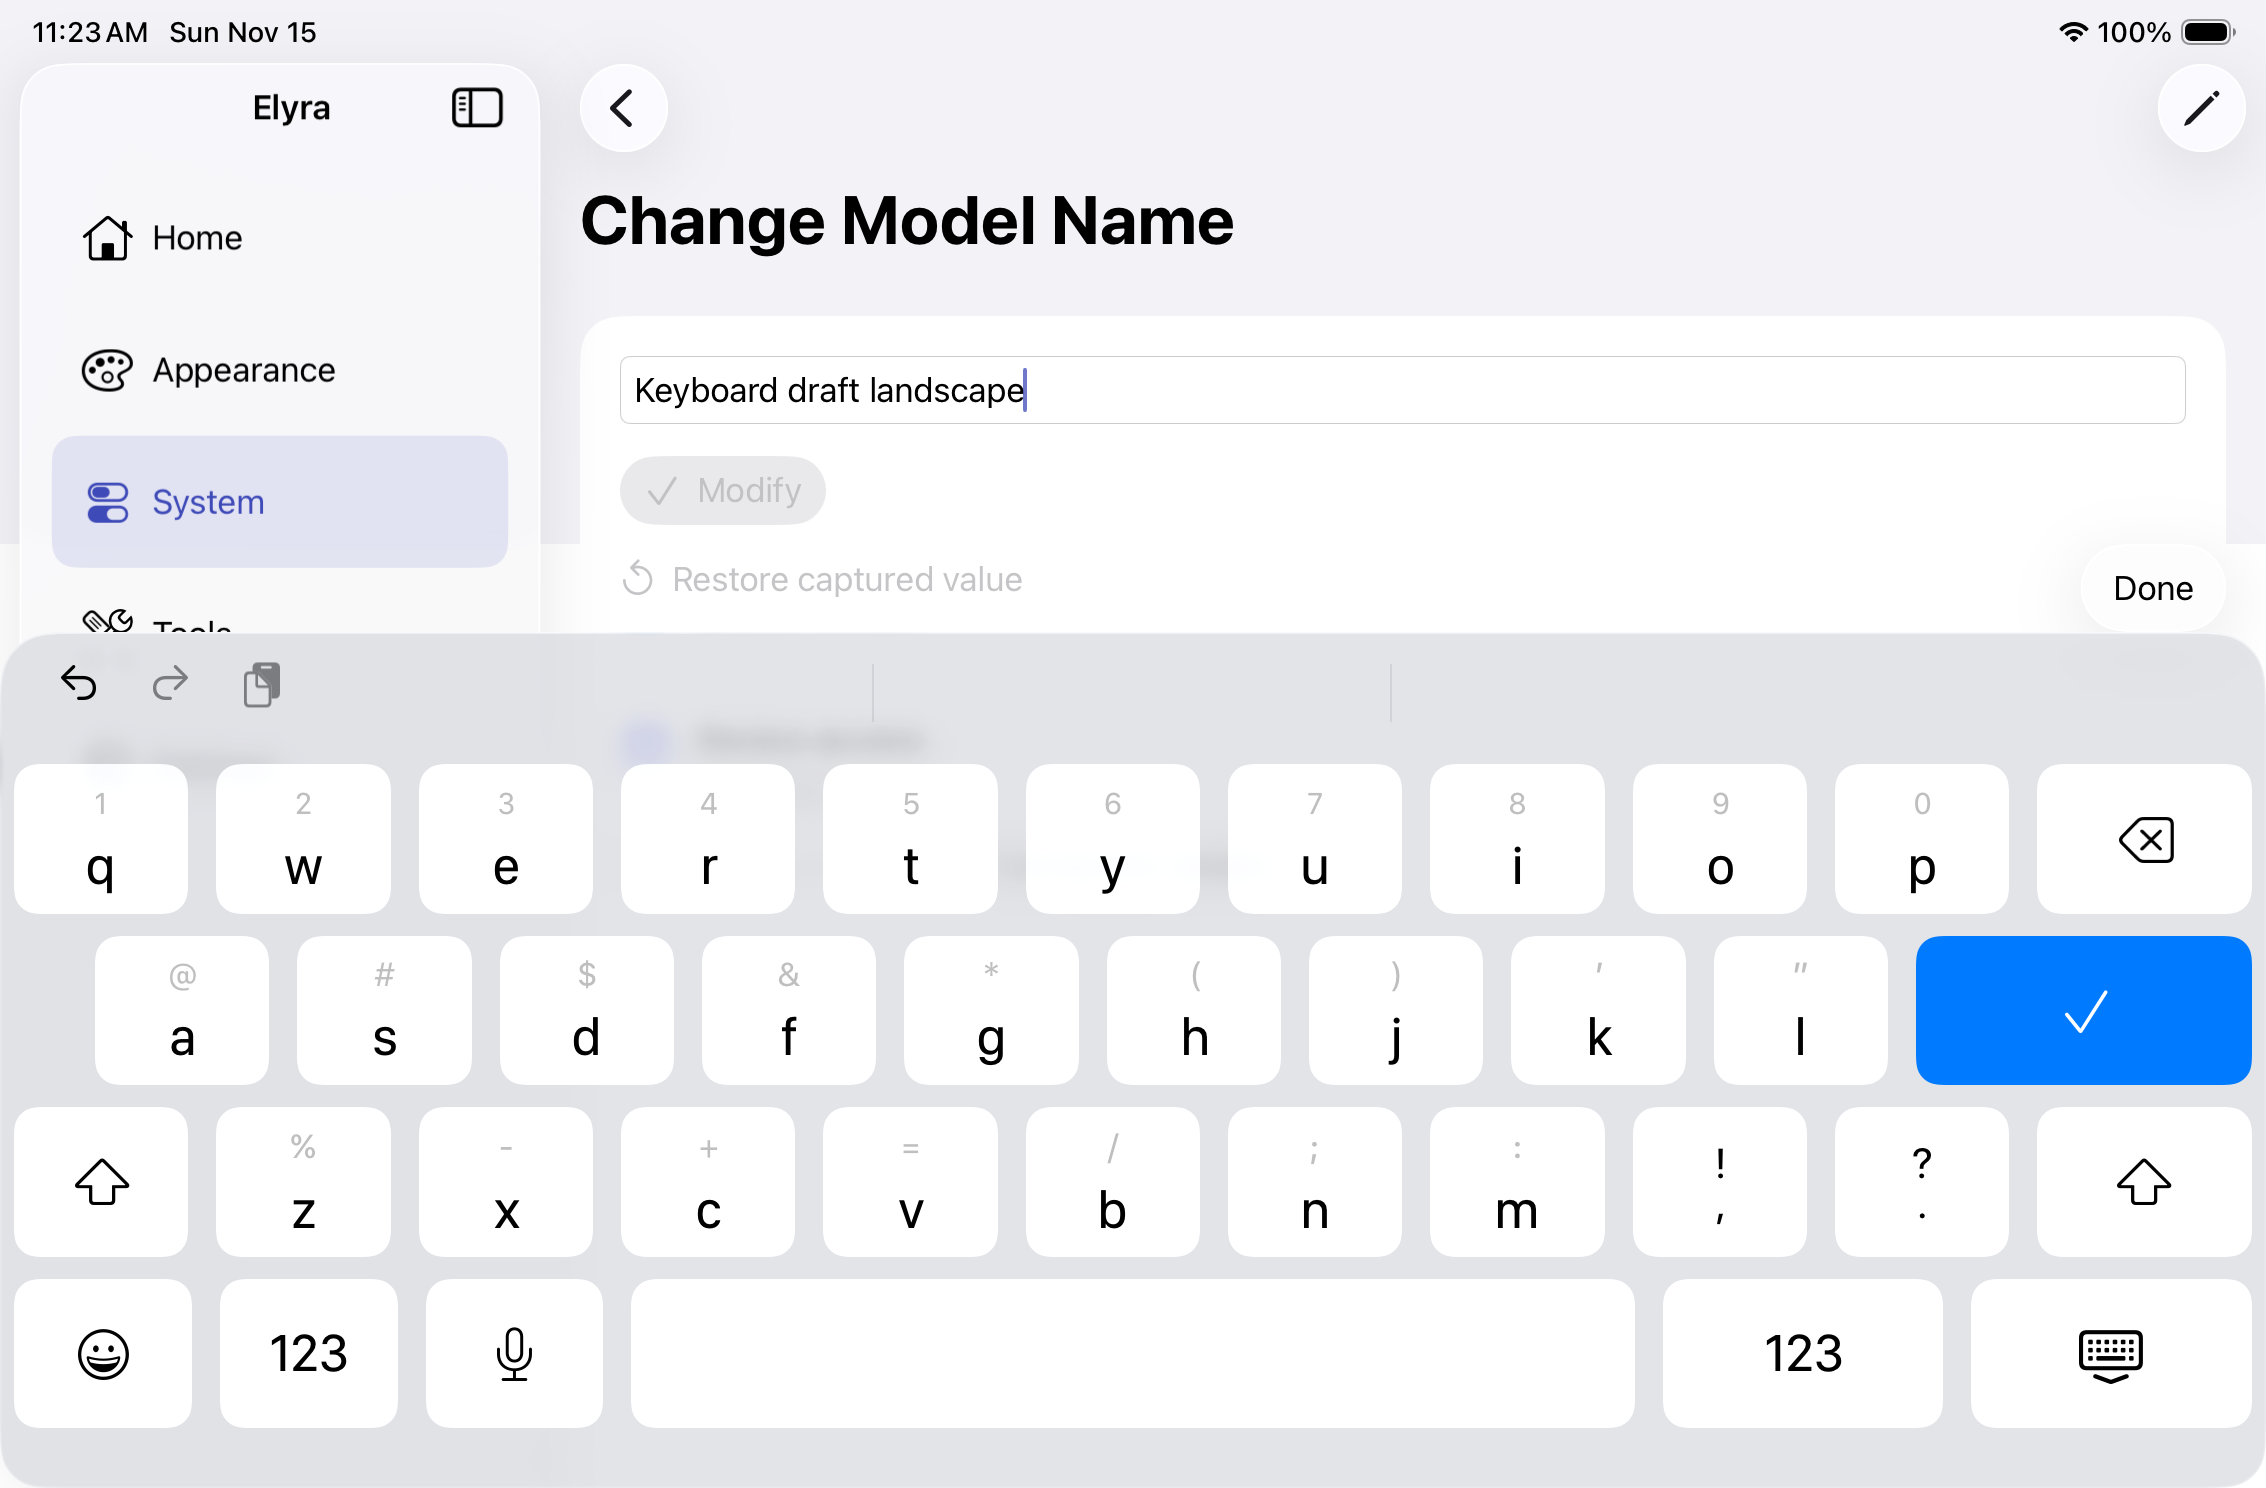 11:23 AM Sun Nov 15
100%
Elyra
Home
Appearance
System
Tools
Change Model Name
Keyboard draft landscape
Modify
Restore captured value
Done
1 2 3 4 5 6 7 8 9 0
q w e r t y u i o p
@ # $ & * ( ) ' "
a s d f g h j k l
% - + = / ; : ! ?
z x c v b n m , .
123 123